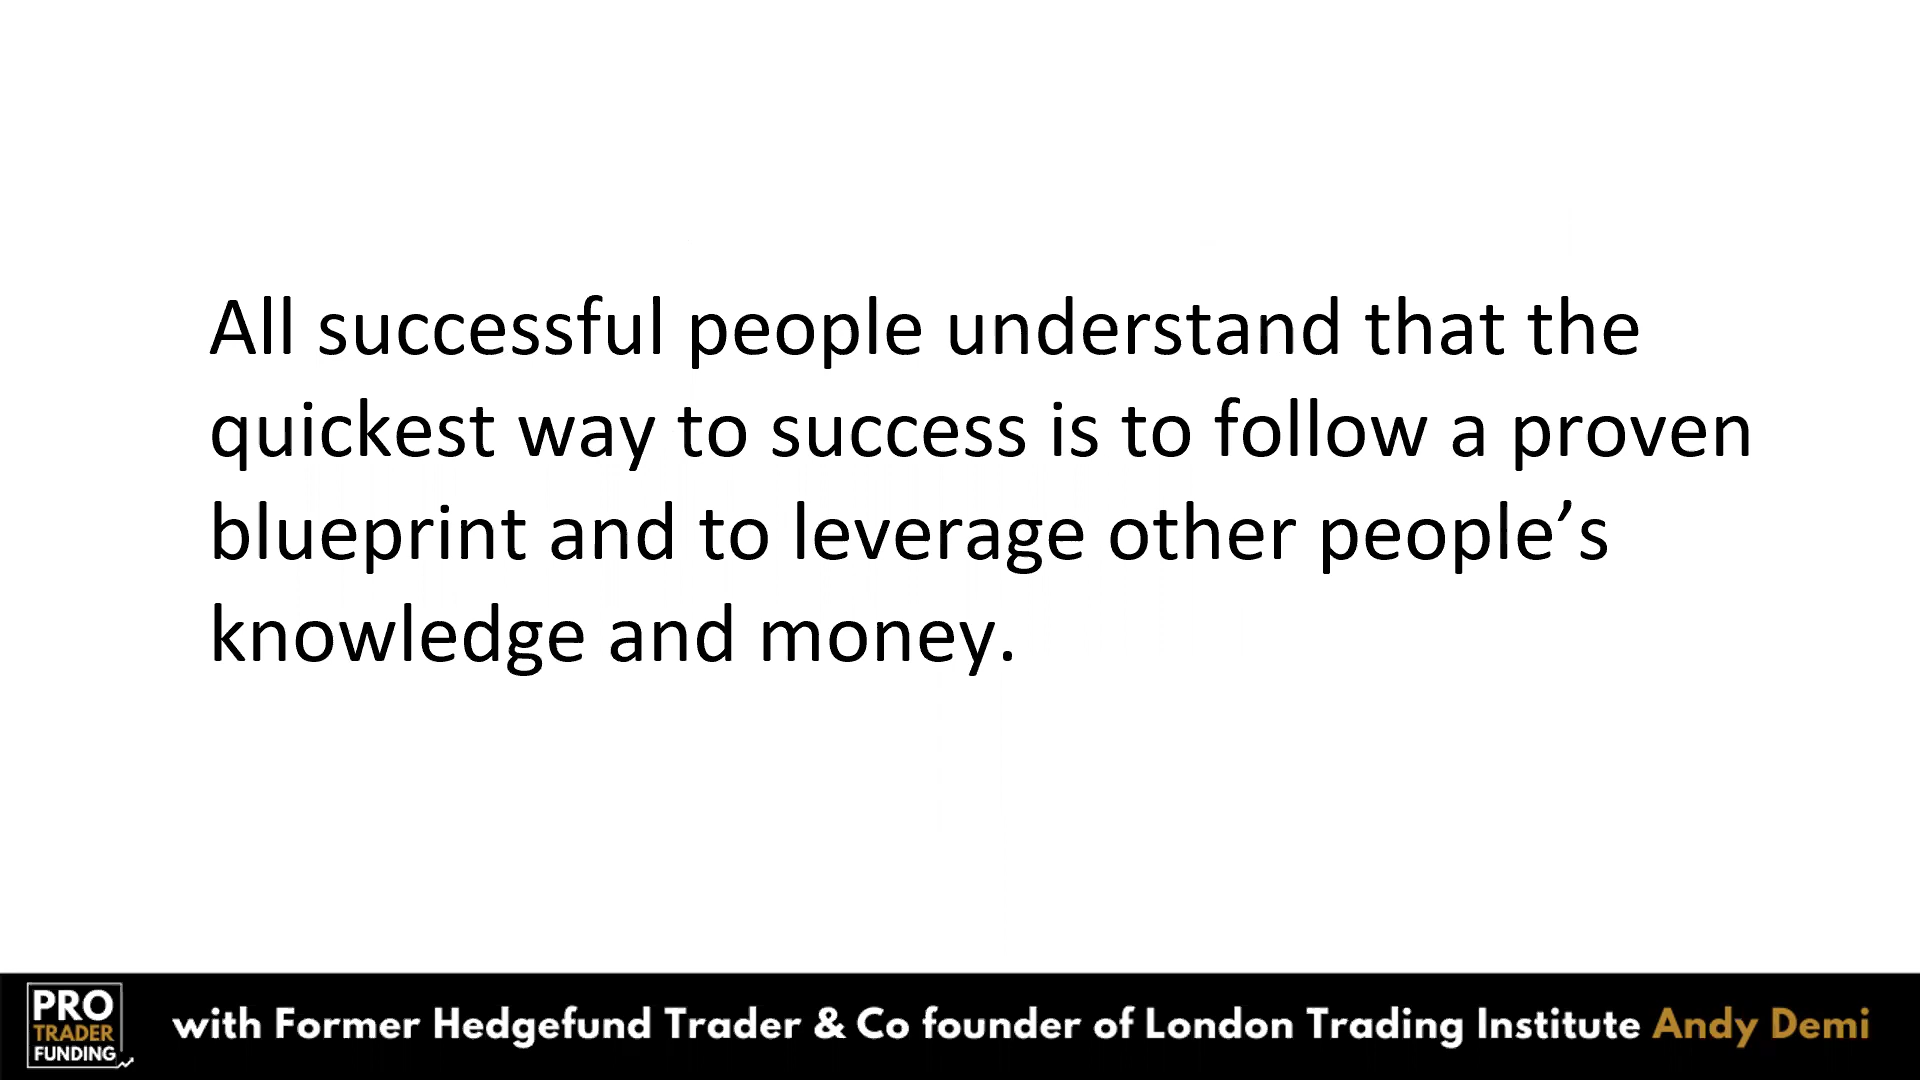 All successful people understand that the
quickest way to success is to follow a proven
blueprint and to leverage other people’s
knowledge and money.
PRO
TRADER
FUNDING
with Former Hedgefund Trader & Co founder of London Trading Institute Andy Demi